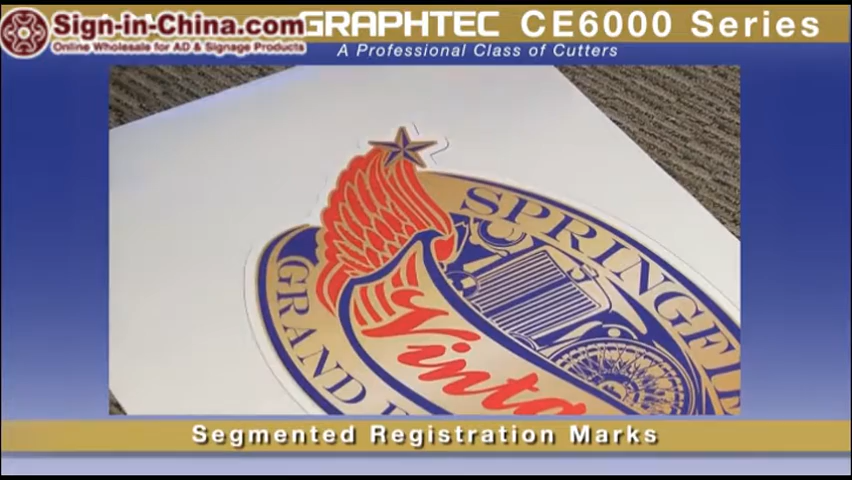 Sign-in-China.com
Online Wholesale for AD & Signage Products
GRAPHTEC CE6000 Series
A Professional Class of Cutters
SPRINGFI
GRAND
Vinta
Segmented Registration Marks